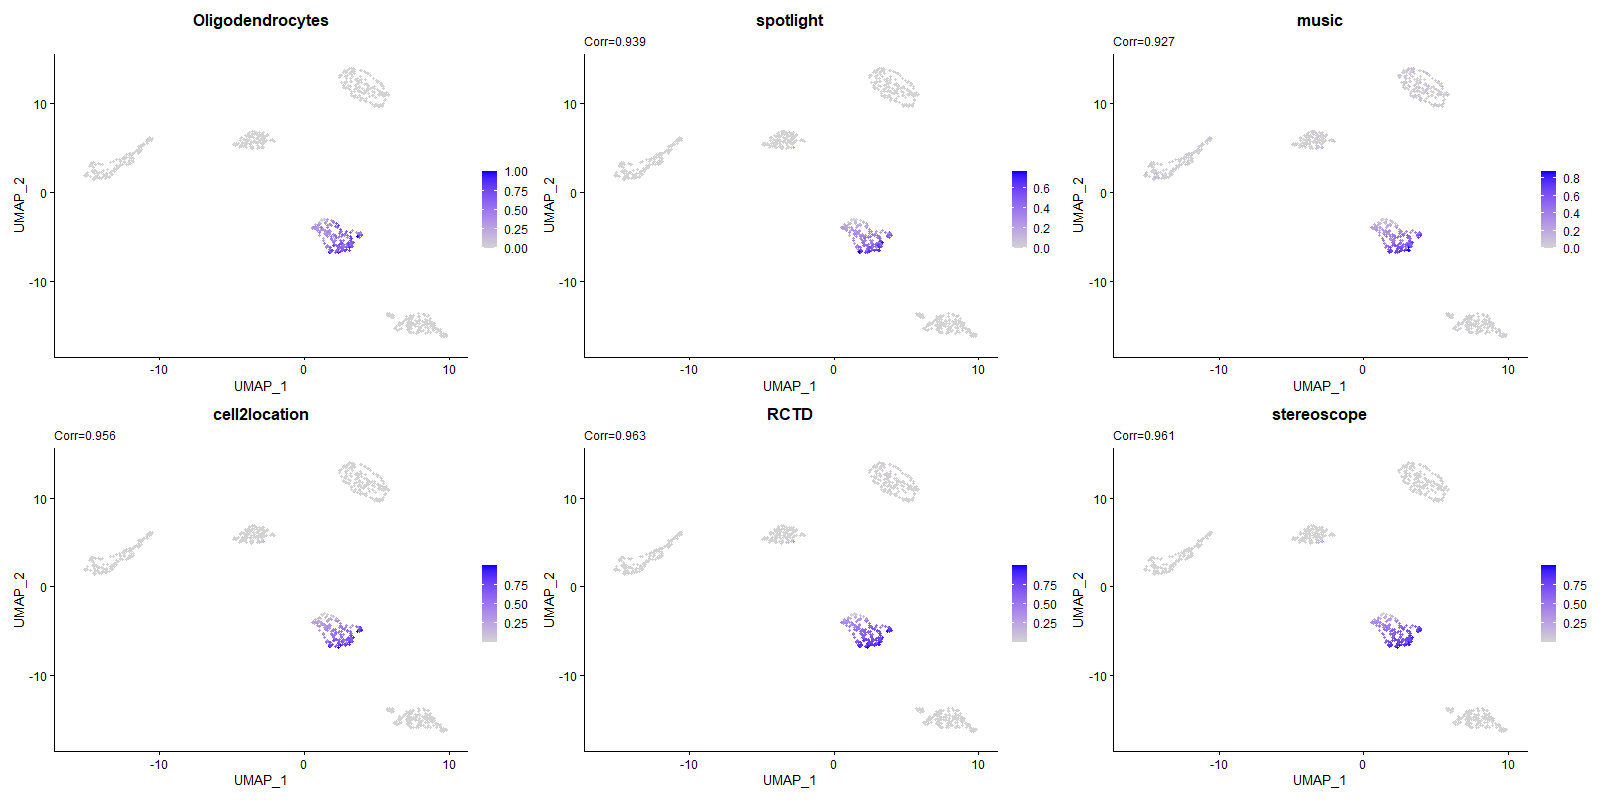 Oligodendrocytes
UMAP_2
10
0
-10
-10
0
10
UMAP_1
1.00
0.75
0.50
0.25
0.00
spotlight
Corr=0.939
UMAP_2
10
0
-10
-10
0
10
UMAP_1
0.6
0.4
0.2
0.0
music
Corr=0.927
UMAP_2
10
0
-10
-10
0
10
UMAP_1
0.8
0.6
0.4
0.2
0.0
cell2location
Corr=0.956
UMAP_2
10
0
-10
-10
0
10
UMAP_1
0.75
0.50
0.25
RCTD
Corr=0.963
UMAP_2
10
0
-10
-10
0
10
UMAP_1
0.75
0.50
0.25
stereoscope
Corr=0.961
UMAP_2
10
0
-10
-10
0
10
UMAP_1
0.75
0.50
0.25